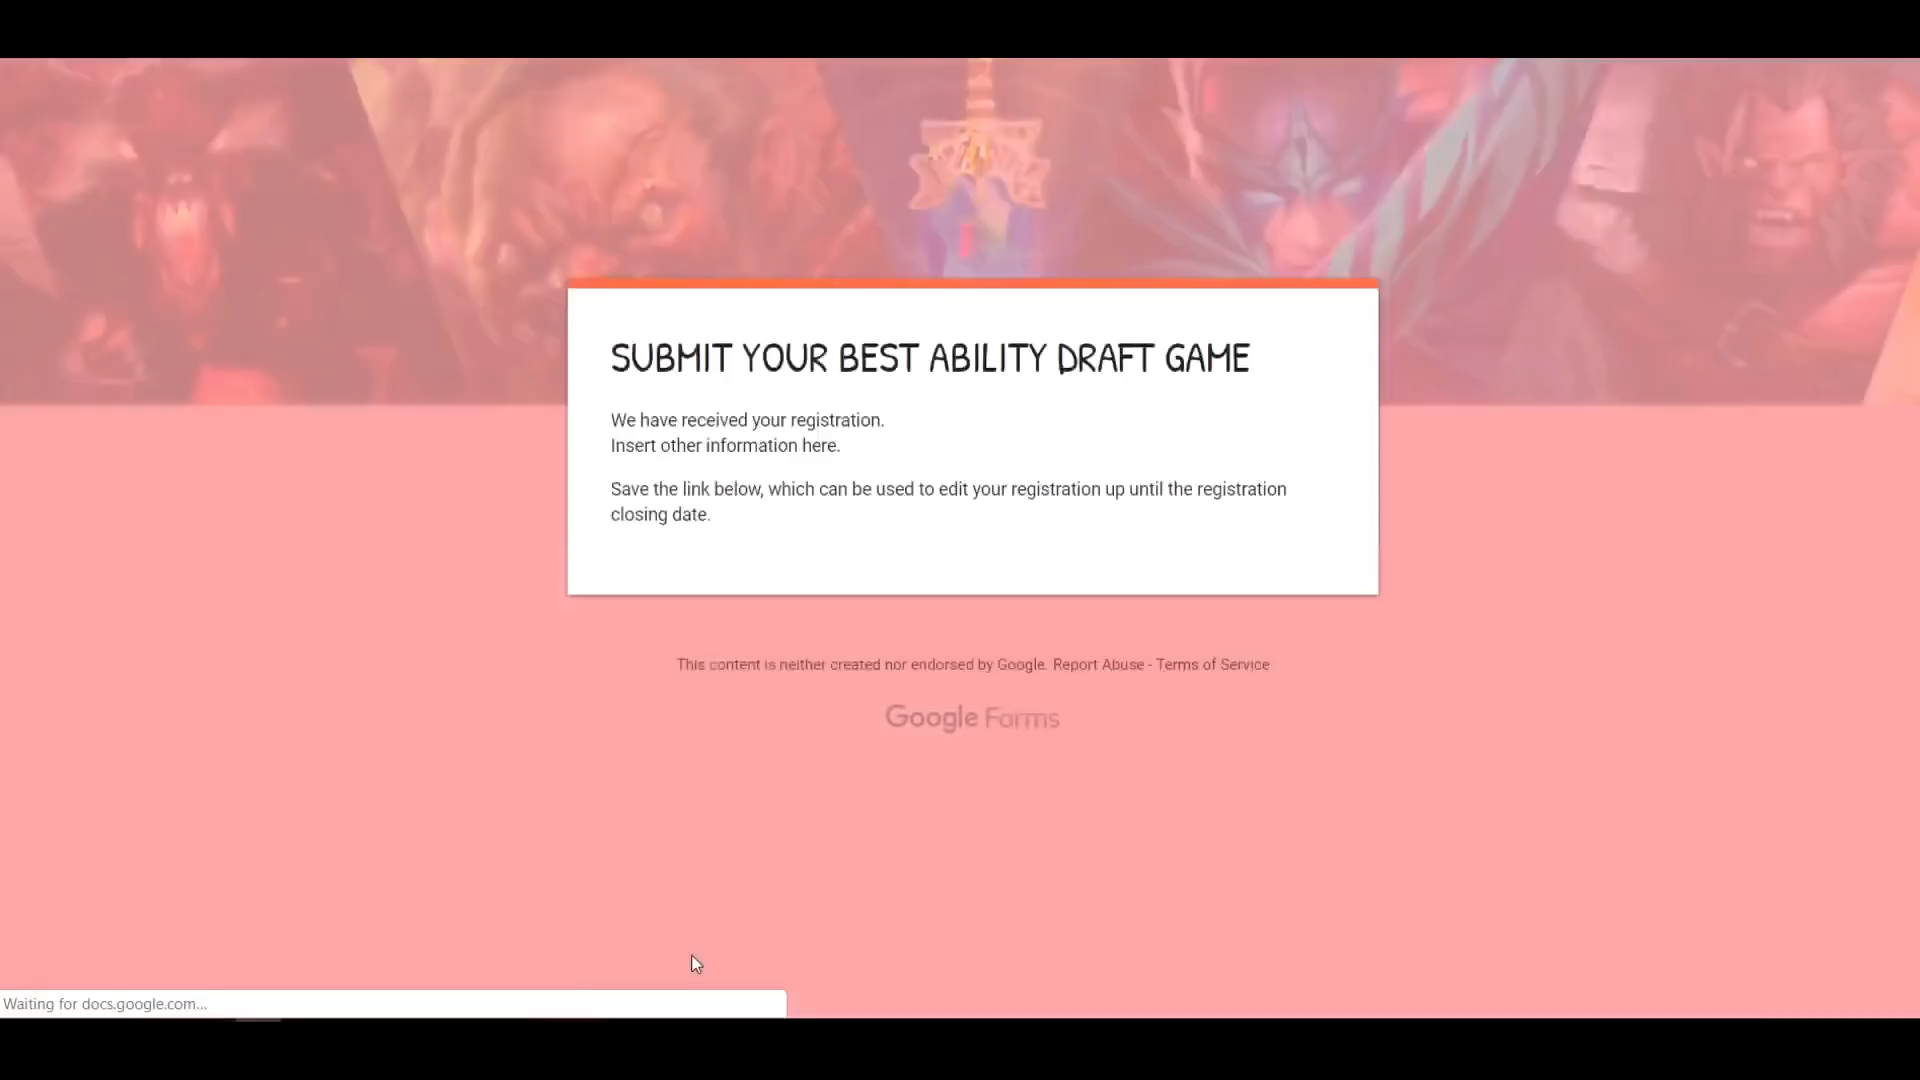 SUBMIT YOUR BEST ABILITY DRAFT GAME
We have received your registration.
Insert other information here.
Save the link below, which can be used to edit your registration up until the registration
closing date.
This content is neither created nor endorsed by Google. Report Abuse - Terms of Service
Google Forms
Waiting for docs.google.com...